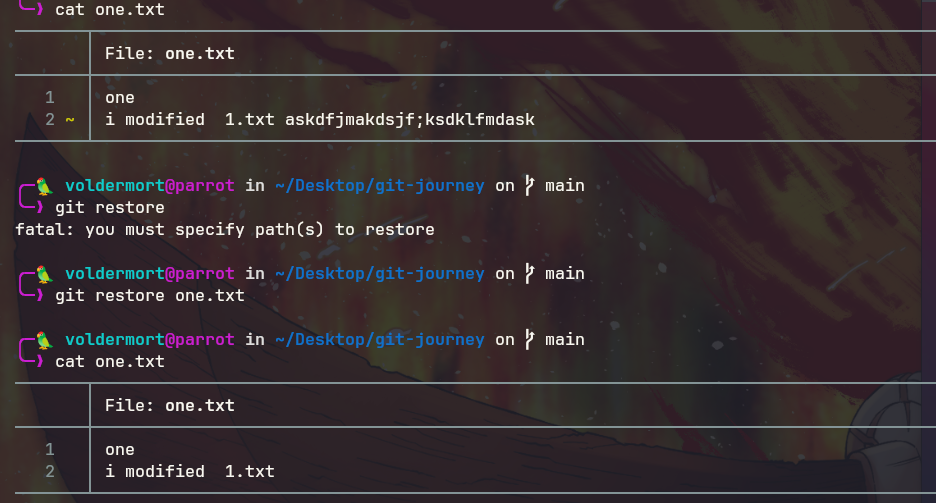 cat one.txt
File: one.txt
1 one
2 ~ i modified  1.txt askdfjmakdsjf;ksdklfmdask
voldermort@parrot in ~/Desktop/git-journey on main
git restore
fatal: you must specify path(s) to restore
voldermort@parrot in ~/Desktop/git-journey on main
git restore one.txt
voldermort@parrot in ~/Desktop/git-journey on main
cat one.txt
File: one.txt
1 one
2 i modified  1.txt